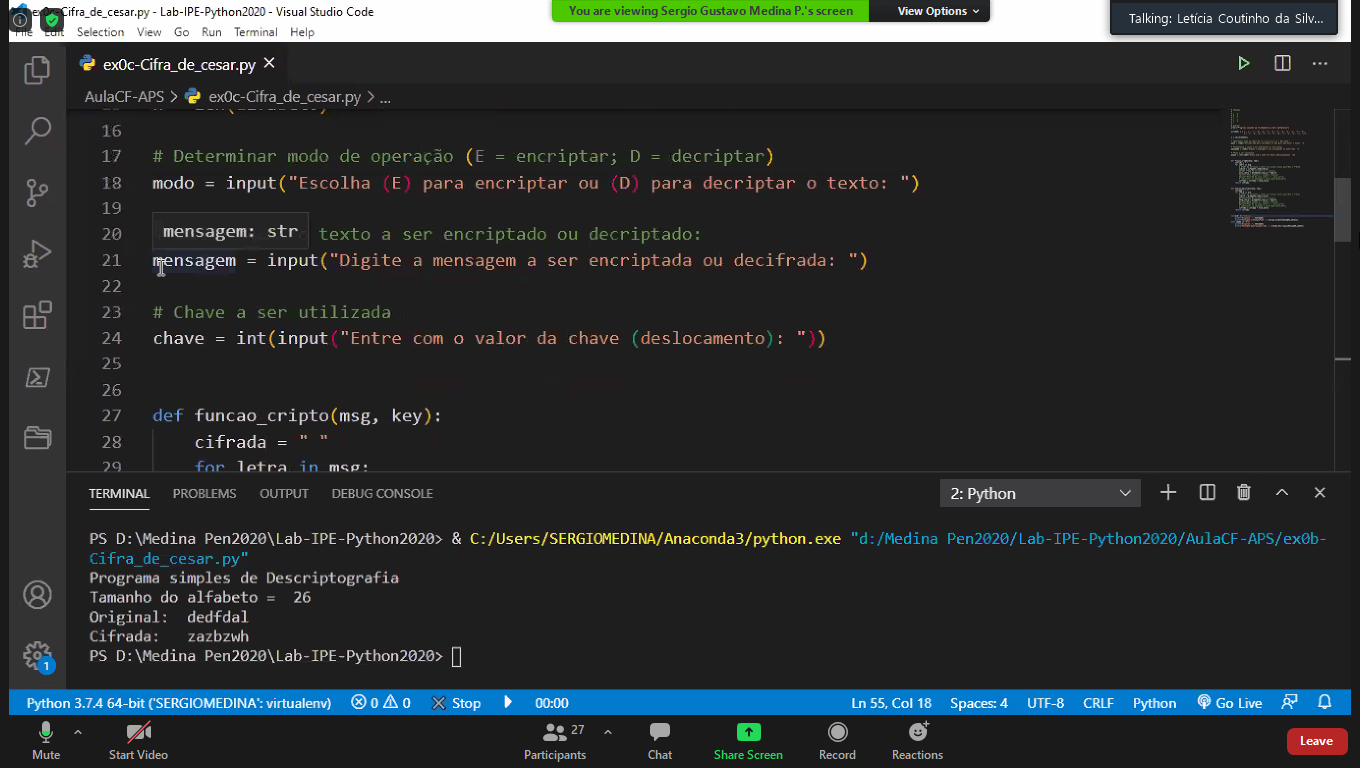 ex0c-Cifra_de_cesar.py - Lab-IPE-Python2020 - Visual Studio Code
You are viewing Sergio Gustavo Medina P.'s screen
View Options
Talking: Letícia Coutinho da Silv...
File Edit Selection View Go Run Terminal Help
ex0c-Cifra_de_cesar.py
AulaCF-APS > ex0c-Cifra_de_cesar.py > ...
16
17 # Determinar modo de operação (E = encriptar; D = decriptar)
18 modo = input("Escolha (E) para encriptar ou (D) para decriptar o texto: ")
19
mensagem: str
20 texto a ser encriptado ou decriptado:
21 mensagem = input("Digite a mensagem a ser encriptada ou decifrada: ")
22
23 # Chave a ser utilizada
24 chave = int(input("Entre com o valor da chave (deslocamento): "))
25
26
27 def funcao_cripto(msg, key):
28 cifrada = " "
29 for letra in msg:
TERMINAL PROBLEMS OUTPUT DEBUG CONSOLE
2: Python
PS D:\Medina Pen2020\Lab-IPE-Python2020> & C:/Users/SERGIOMEDINA/Anaconda3/python.exe "d:/Medina Pen2020/Lab-IPE-Python2020/AulaCF-APS/ex0b-
Cifra_de_cesar.py"
Programa simples de Descriptografia
Tamanho do alfabeto = 26
Original: dedfdal
Cifrada: zazbzwh
PS D:\Medina Pen2020\Lab-IPE-Python2020>
1
Python 3.7.4 64-bit ('SERGIOMEDINA': virtualenv) 0 0 Stop 00:00 Ln 55, Col 18 Spaces: 4 UTF-8 CRLF Python Go Live
Mute Start Video Participants 27 Chat Share Screen Record Reactions Leave